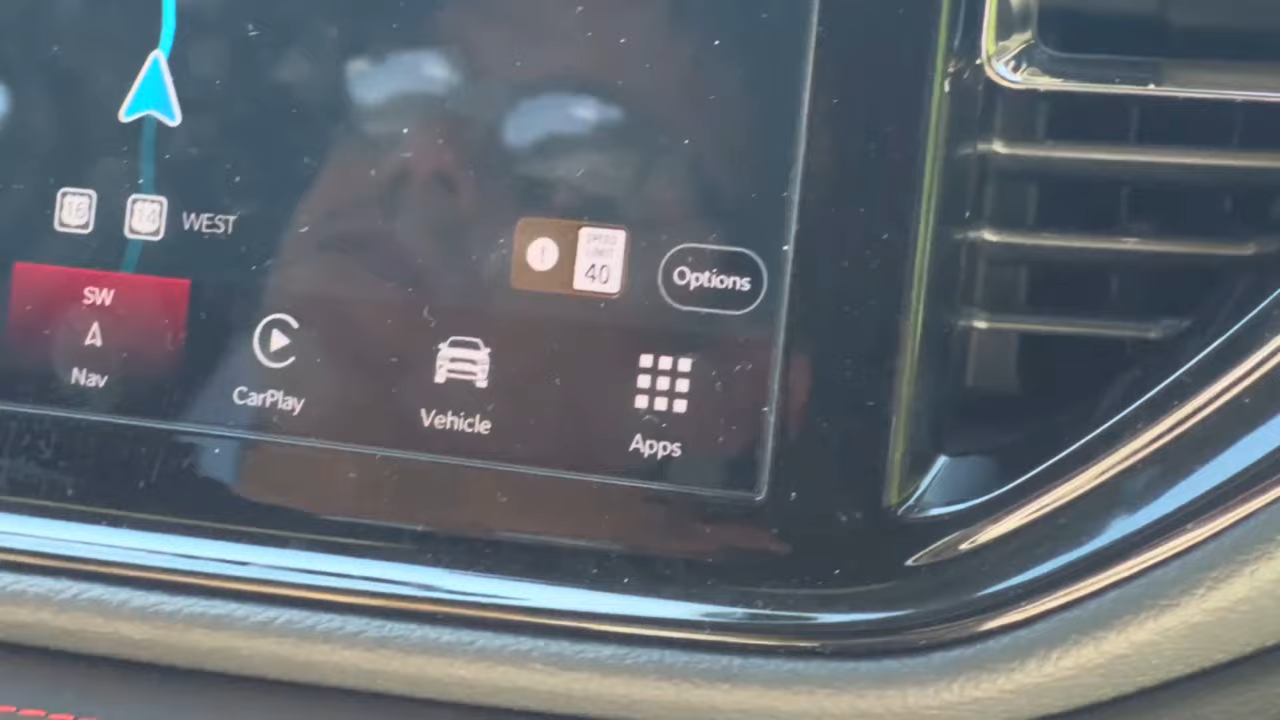 16 14 WEST
!
SPEED
LIMIT
40
Options
SW
Nav
CarPlay
Vehicle
Apps